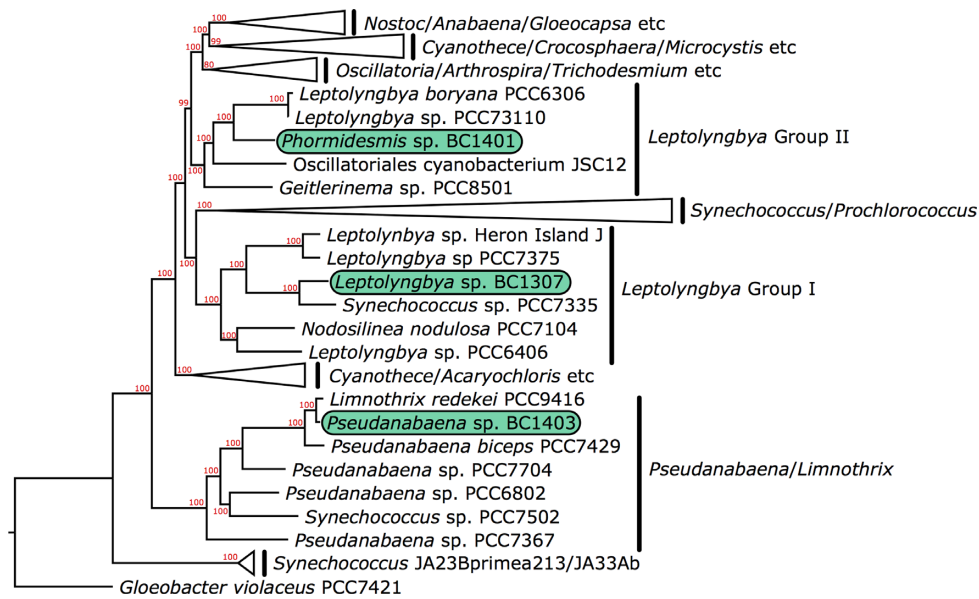 Nostoc/Anabaena/Gloeocapsa etc
100
100
100
Cyanothece/Crocosphaera/Microcystis etc
99
80
Oscillatoria/Arthrospira/Trichodesmium etc
Leptolyngbya boryana PCC6306
100
99
Leptolyngbya sp. PCC73110
100
Phormidesmis sp. BC1401
Leptolyngbya Group II
100
100
Oscillatoriales cyanobacterium JSC12
100
Geitlerinema sp. PCC8501
100
Synechococcus/Prochlorococcus
Leptolynbya sp. Heron Island J
100
100
Leptolyngbya sp PCC7375
100
100
Leptolyngbya sp. BC1307
Leptolyngbya Group I
100
100
Synechococcus sp. PCC7335
100
Nodosilinea nodulosa PCC7104
100
Leptolyngbya sp. PCC6406
100
Cyanothece/Acaryochloris etc
Limnothrix redekei PCC9416
100
Pseudanabaena sp. BC1403
100
Pseudanabaena biceps PCC7429
100
Pseudanabaena sp. PCC7704
Pseudanabaena/Limnothrix
100
Pseudanabaena sp. PCC6802
100
100
Synechococcus sp. PCC7502
Pseudanabaena sp. PCC7367
100
Synechococcus JA23Bprimea213/JA33Ab
Gloeobacter violaceus PCC7421